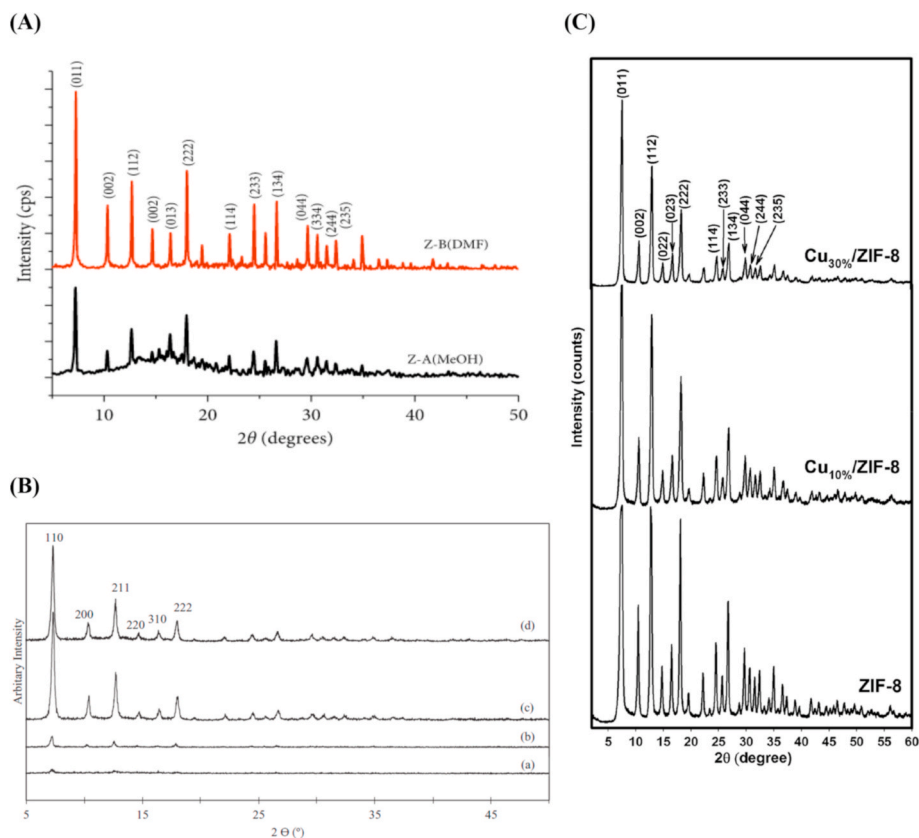 (A)
(011)
(002)
(112)
(002)
(013)
(222)
(114)
(233)
(134)
(044)
(334)
(244)
(235)
Z-B(DMF)
Z-A(MeOH)
Intensity (cps)
10 20 30 40 50
2θ (degrees)
(B)
110
200
211
220
310
222
(d)
(c)
(b)
(a)
Arbitary Intensity
5 15 25 35 45
2 Θ (º)
(C)
(011)
(002)
(112)
(022)
(023)
(222)
(114)
(233)
(134)
(044)
(244)
(235)
Cu30%/ZIF-8
Cu10%/ZIF-8
ZIF-8
Intensity (counts)
5 10 15 20 25 30 35 40 45 50 55 60
2θ (degree)